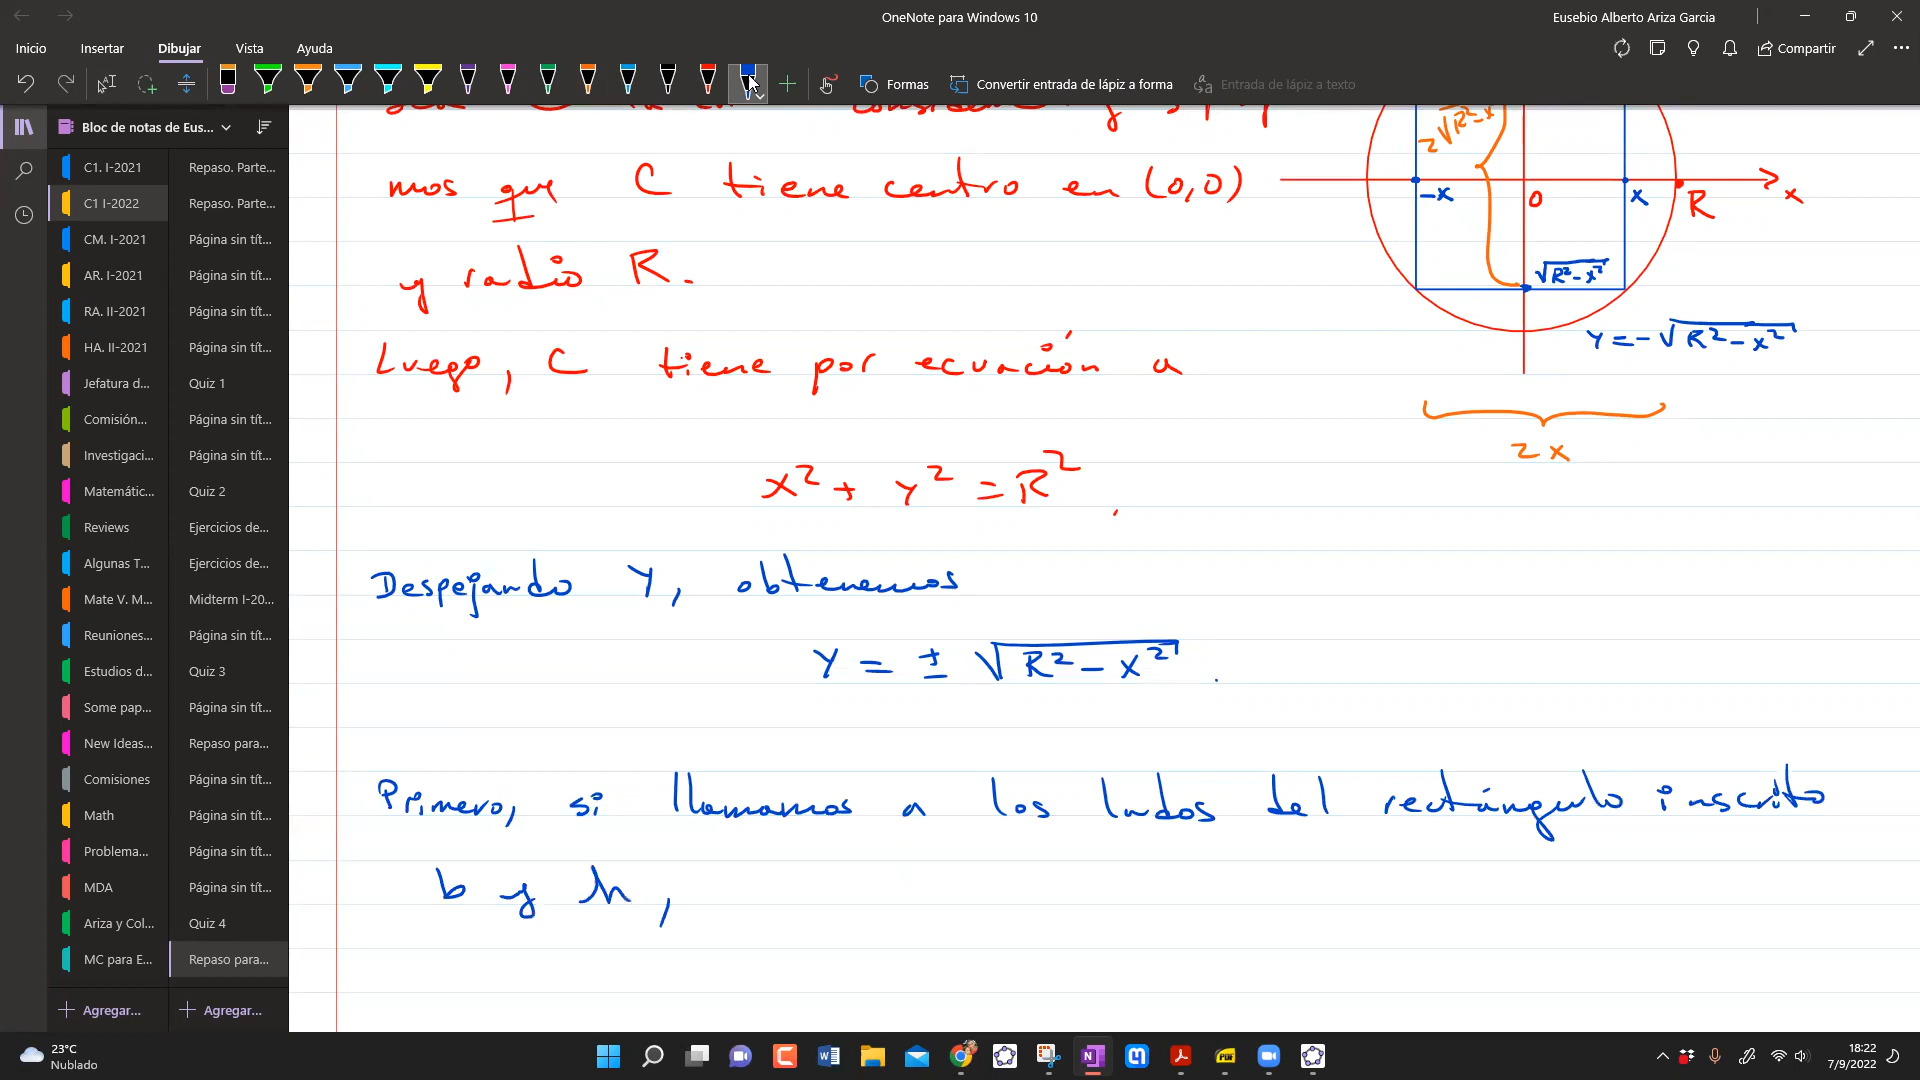 OneNote para Windows 10
Eusebio Alberto Ariza Garcia
Inicio
Insertar
Dibujar
Vista
Ayuda
Compartir
Formas
Convertir entrada de lápiz a forma
Entrada de lápiz a texto
Bloc de notas de Eus...
C1. I-2021
C1 I-2022
CM. I-2021
AR. I-2021
RA. II-2021
HA. II-2021
Jefatura d...
Comisión...
Investigaci...
Matemátic...
Reviews
Algunas T...
Mate V. M...
Reuniones...
Estudios d...
Some pap...
New Ideas...
Comisiones
Math
Problema...
MDA
Ariza y Col...
MC para E...
Agregar...
Repaso. Parte...
Repaso. Parte...
Página sin tít...
Página sin tít...
Página sin tít...
Página sin tít...
Quiz 1
Página sin tít...
Página sin tít...
Quiz 2
Ejercicios de...
Ejercicios de...
Midterm I-20...
Página sin tít...
Quiz 3
Página sin tít...
Repaso para...
Página sin tít...
Página sin tít...
Página sin tít...
Página sin tít...
Quiz 4
Repaso para...
Agregar...
mos que C tiene centro en (0,0)
y radio R.
Luego, C tiene por ecuación a
x² + y² = R².
Despejando Y, obtenemos
Y = ± √(R² - x²).
Primero, si llamamos a los lados del rectángulo inscrito
b y h,
2√R²-x²
-x
0
x
R
x
√R²-x²
Y = -√R²-x²
2x
23°C
Nublado
18:22
7/9/2022